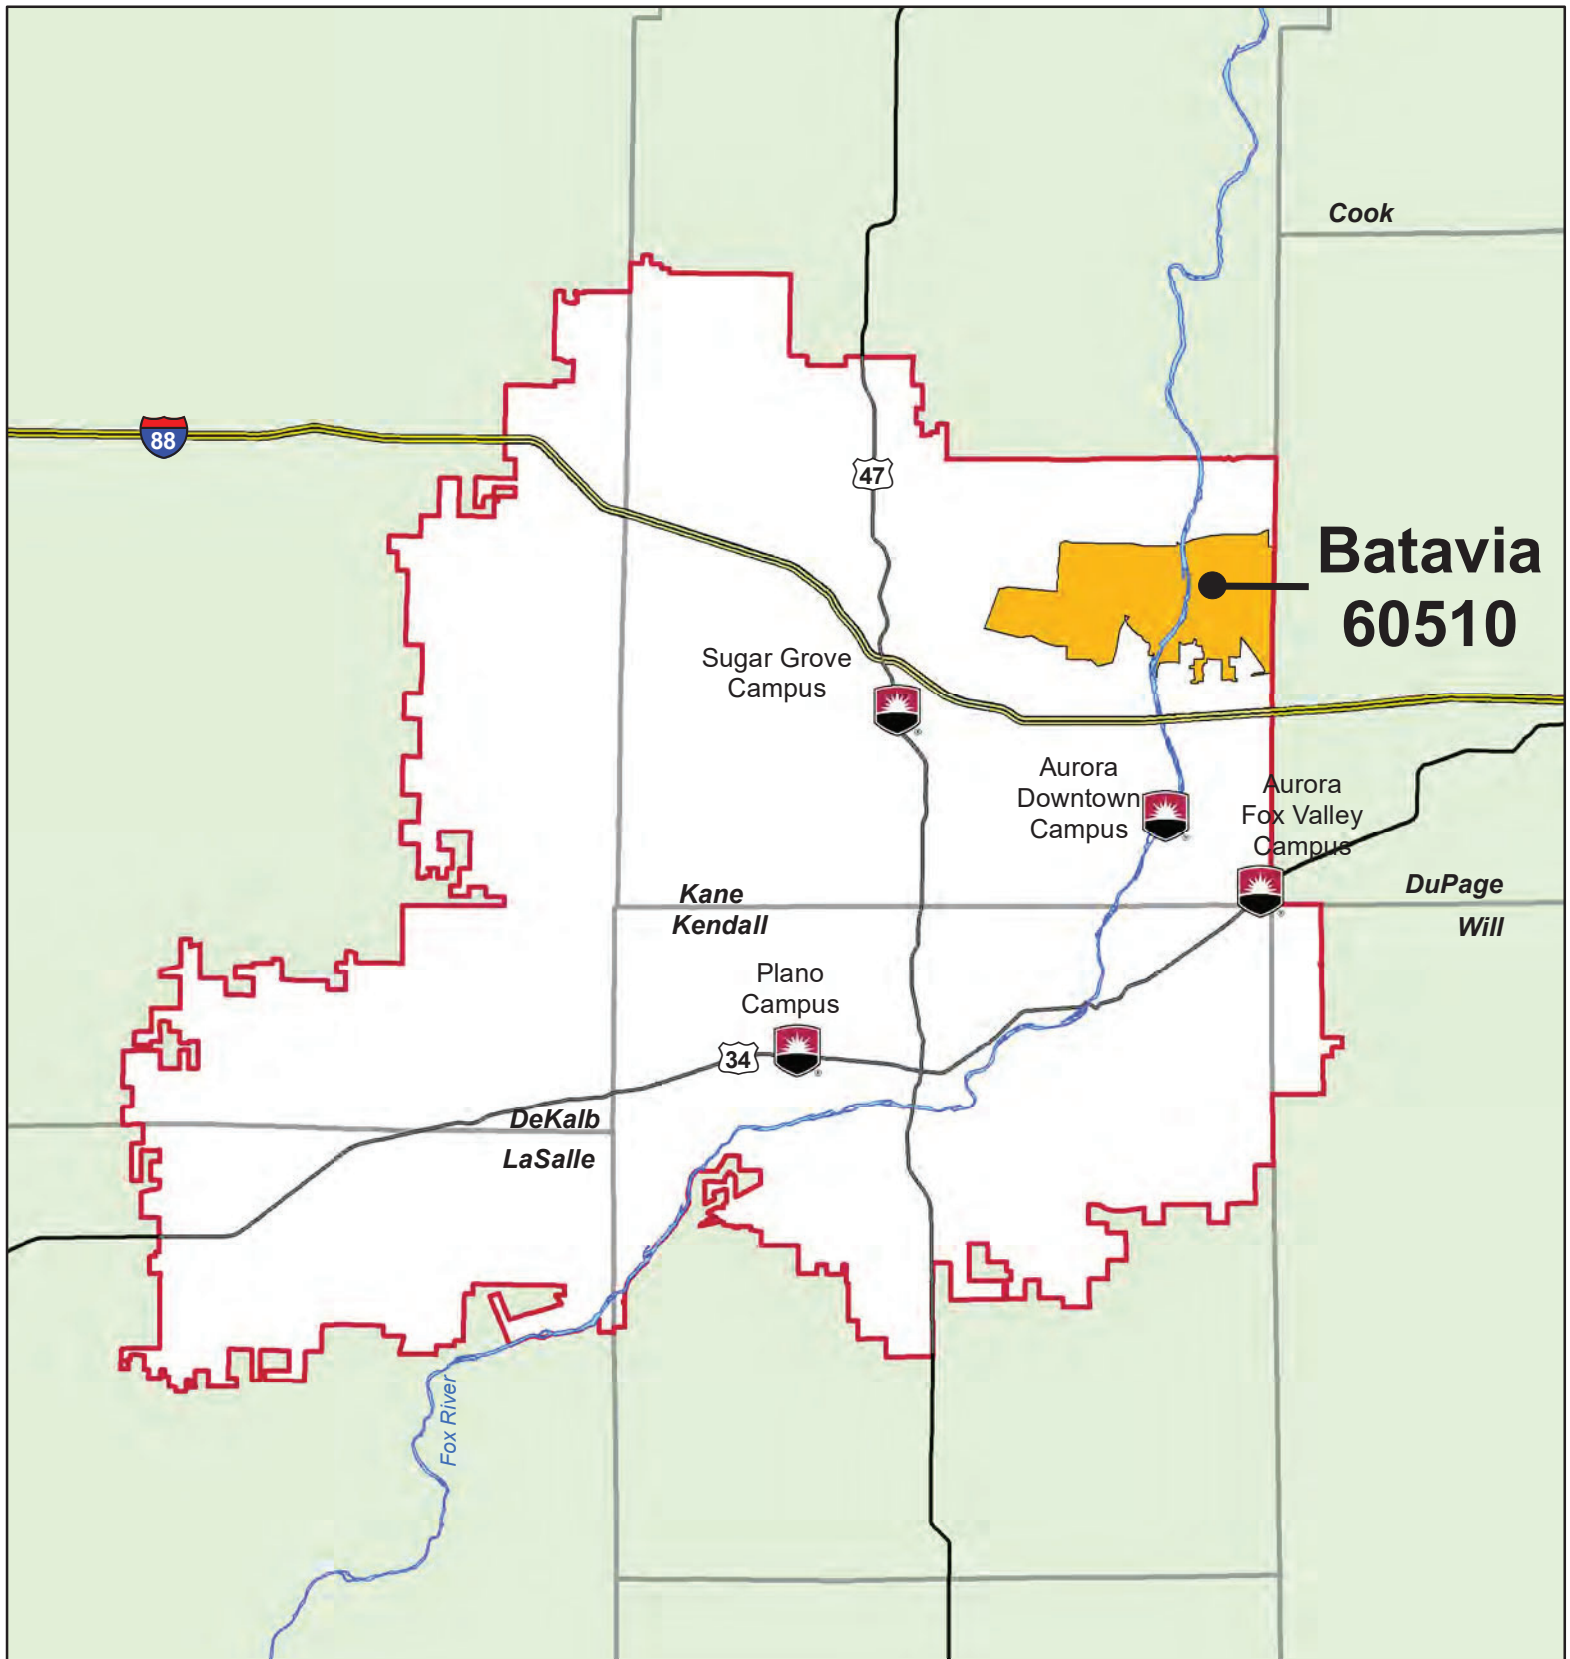 Cook
88
47
Batavia
60510
Sugar Grove
Campus
Aurora
Downtown
Campus
Aurora
Fox Valley
Campus
Kane
Kendall
DuPage
Will
Plano
Campus
34
DeKalb
LaSalle
Fox River